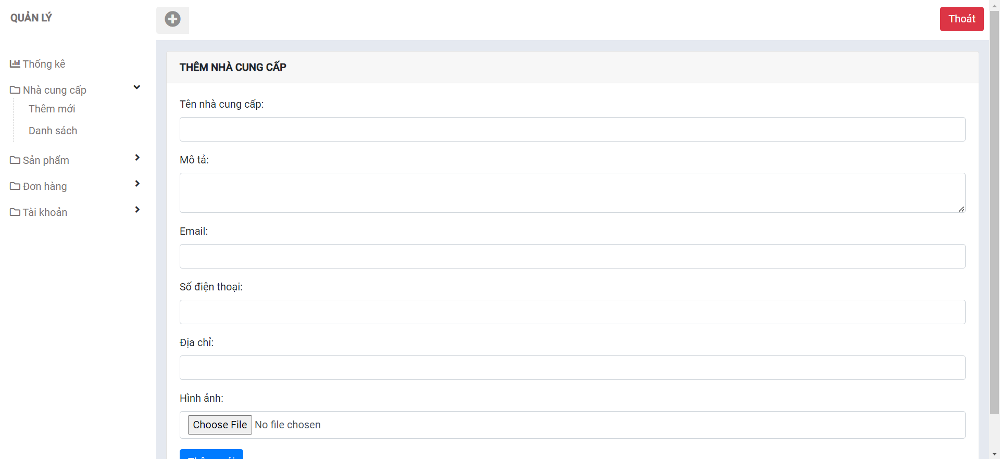 QUẢN LÝ
Thoát
Thống kê
Nhà cung cấp
Thêm mới
Danh sách
Sản phẩm
Đơn hàng
Tài khoản
THÊM NHÀ CUNG CẤP
Tên nhà cung cấp:
Mô tả:
Email:
Số điện thoại:
Địa chỉ:
Hình ảnh:
Choose File No file chosen